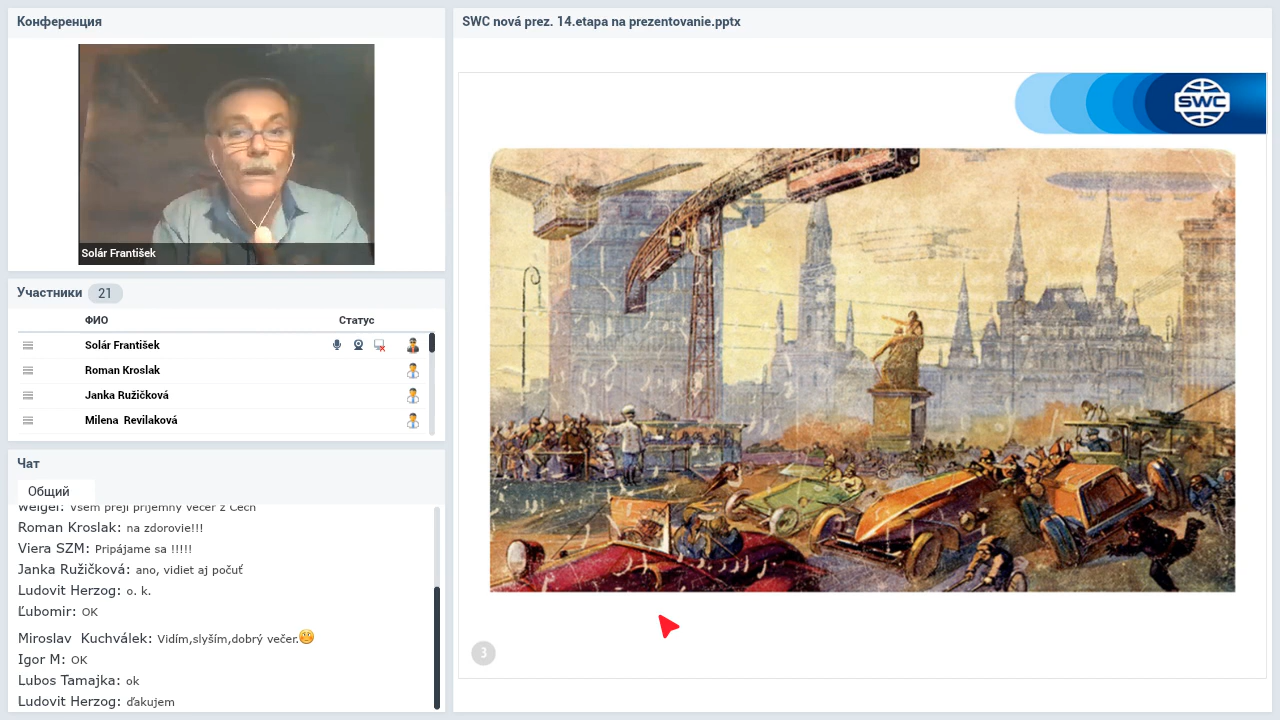 Конференция
Solár František
Участники 21
ФИО Статус
Solár František
Roman Kroslak
Janka Ružičková
Milena Revilaková
Чат
Общий
weigel: Všem přeji příjemný večer z Čech
Roman Kroslak: na zdorovie!!!
Viera SZM: Pripájame sa !!!!!
Janka Ružičková: ano, vidiet aj počuť
Ludovit Herzog: o. k.
Ľubomir: OK
Miroslav Kuchválek: Vidím,slyším,dobrý večer.
Igor M: OK
Lubos Tamajka: ok
Ludovit Herzog: ďakujem
SWC nová prez. 14.etapa na prezentovanie.pptx
SWC
3